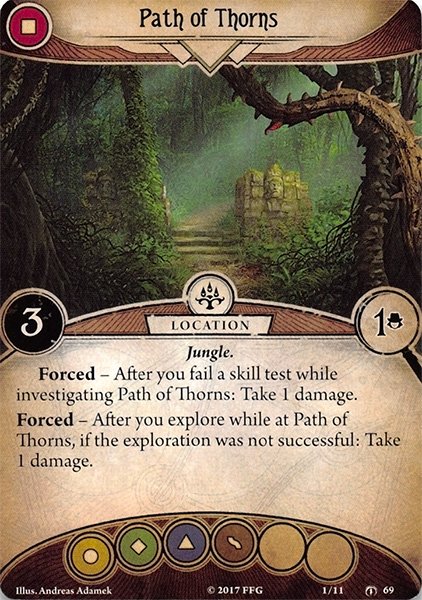 Path of Thorns
3
1
LOCATION
Jungle.
Forced – After you fail a skill test while
investigating Path of Thorns: Take 1 damage.
Forced – After you explore while at Path of
Thorns, if the exploration was not successful: Take
1 damage.
Illus. Andreas Adamek © 2017 FFG 1/11 69